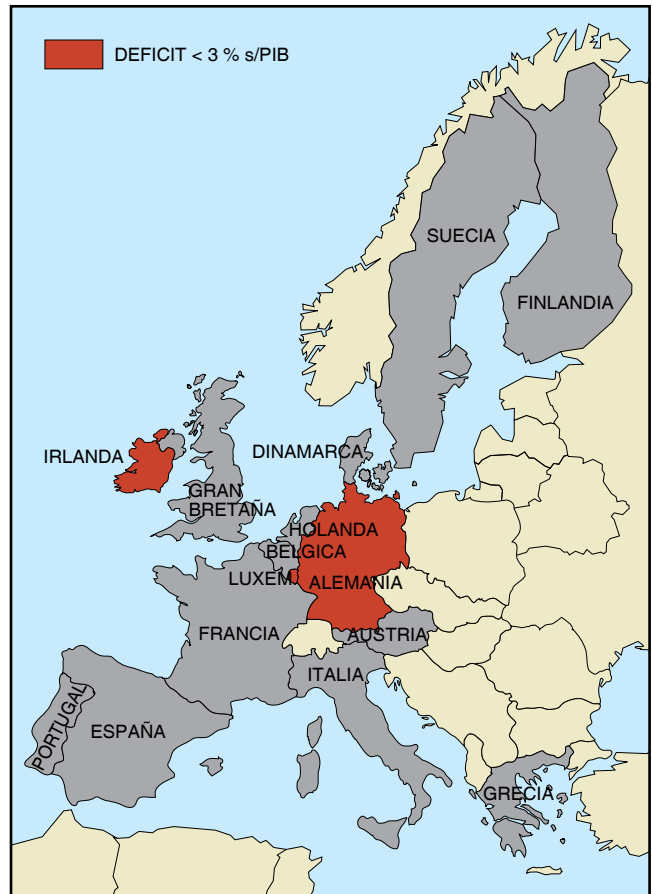 DEFICIT < 3 % s/PIB
SUECIA
FINLANDIA
IRLANDA
DINAMARCA
GRAN
BRETAÑA
HOLANDA
BELGICA
LUXEM.
ALEMANIA
FRANCIA
AUSTRIA
ITALIA
PORTUGAL
ESPAÑA
GRECIA